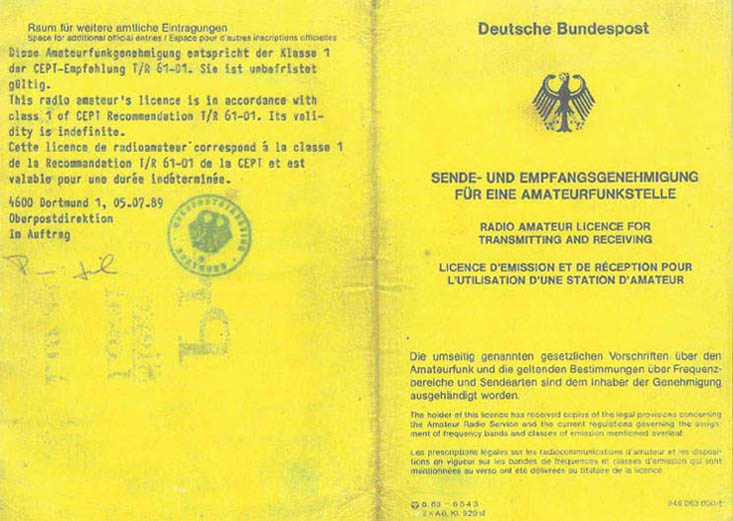 Raum für weitere amtliche Eintragungen
Space for additional official entries / Espace pour d'autres inscriptions officielles
Diese Amateurfunkgenehmigung entspricht der Klasse 1
der CEPT-Empfehlung T/R 61-01. Sie ist unbefristet
gültig.
This radio amateur's licence is in accordance with
class 1 of CEPT Recommendation T/R 61-01. Its vali-
dity is indefinite.
Cette licence de radioamateur correspond á la classe 1
de la Recommandation T/R 61-01 de la CEPT et est
valable pour une durée indéterminée.
4600 Dortmund 1, 05.07.89
Oberpostdirektion
Im Auftrag
Deutsche Bundespost
SENDE- UND EMPFANGSGENEHMIGUNG
FÜR EINE AMATEURFUNKSTELLE
RADIO AMATEUR LICENCE FOR
TRANSMITTING AND RECEIVING
LICENCE D'EMISSION ET DE RÉCEPTION POUR
L'UTILISATION D'UNE STATION D'AMATEUR
Die umseitig genannten gesetzlichen Vorschriften über den
Amateurfunk und die geltenden Bestimmungen über Frequenz-
bereiche und Sendearten sind dem Inhaber der Genehmigung
ausgehändigt worden.
The holder of this licence has received copies of the legal provisions concerning
the Amateur Radio Service and the current regulations governing the assign-
ment of frequency bands and classes of emission mentioned overleaf.
Les prescriptions légales sur les radiocommunications d'amateur et les disposi-
tions en vigueur sur les bandes de fréquences et classes d'émission qui sont
mentionnées au verso ont été délivrées au titulaire de la licence.